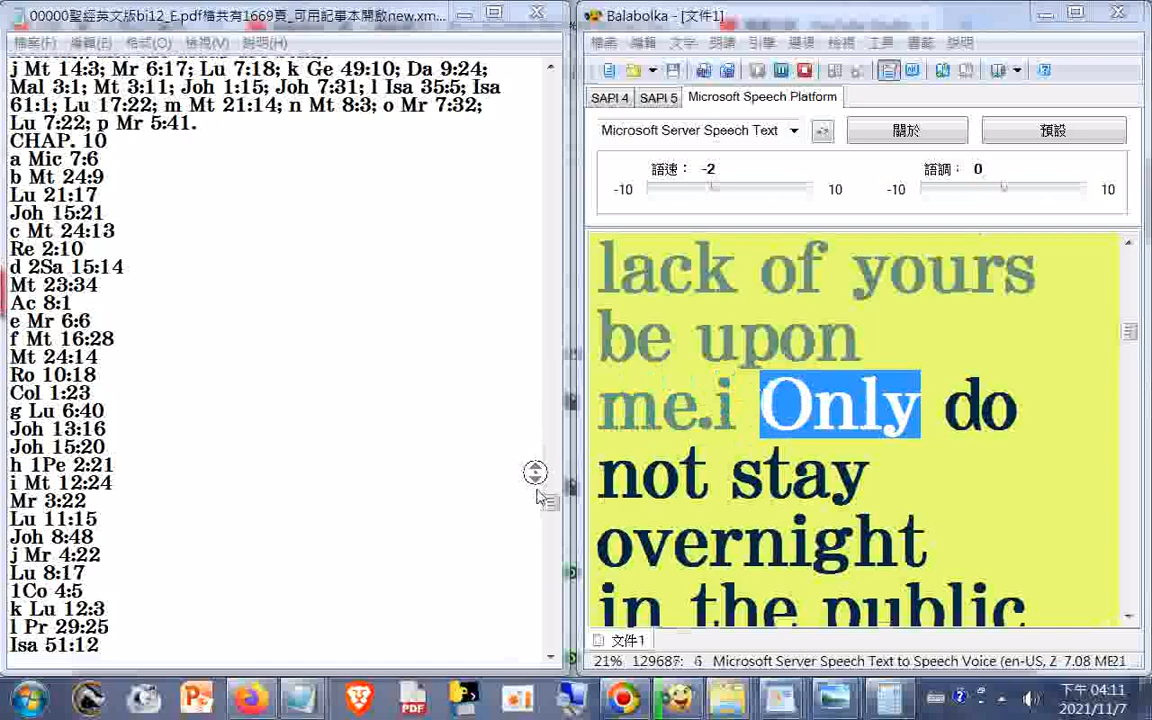 00000聖經英文版bi12_E.pdf檔共有1669頁_可用記事本開啟new.xm...
檔案(F) 編輯(E) 格式(O) 檢視(V) 說明(H)
j Mt 14:3; Mr 6:17; Lu 7:18; k Ge 49:10; Da 9:24;
Mal 3:1; Mt 3:11; Joh 1:15; Joh 7:31; l Isa 35:5; Isa
61:1; Lu 17:22; m Mt 21:14; n Mt 8:3; o Mr 7:32;
Lu 7:22; p Mr 5:41.
CHAP. 10
a Mic 7:6
b Mt 24:9
Lu 21:17
Joh 15:21
c Mt 24:13
Re 2:10
d 2Sa 15:14
Mt 23:34
Ac 8:1
e Mr 6:6
f Mt 16:28
Mt 24:14
Ro 10:18
Col 1:23
g Lu 6:40
Joh 13:16
Joh 15:20
h 1Pe 2:21
i Mt 12:24
Mr 3:22
Lu 11:15
Joh 8:48
j Mr 4:22
Lu 8:17
1Co 4:5
k Lu 12:3
l Pr 29:25
Isa 51:12
Balabolka - [文件1]
檔案 編輯 文字 朗讀 引擎 選項 檢視 工具 書籤 說明
SAPI 4 SAPI 5 Microsoft Speech Platform
Microsoft Server Speech Text 關於 預設
語速： -2 語調： 0
-10 10 -10 10
lack of yours
be upon
me.i Only do
not stay
overnight
in the public
文件1
21% 129687: 6 Microsoft Server Speech Text to Speech Voice (en-US, Z 7.08 ME21
下午 04:11
2021/11/7